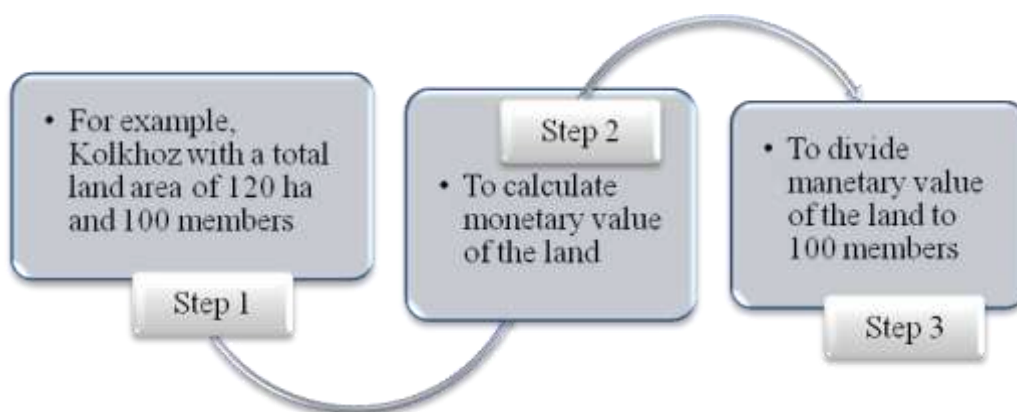 • For example,
Kolkhoz with a total
land area of 120 ha
and 100 members
Step 1
Step 2
• To calculate
monetary value
of the land
• To divide
manetary value
of the land to
100 members
Step 3